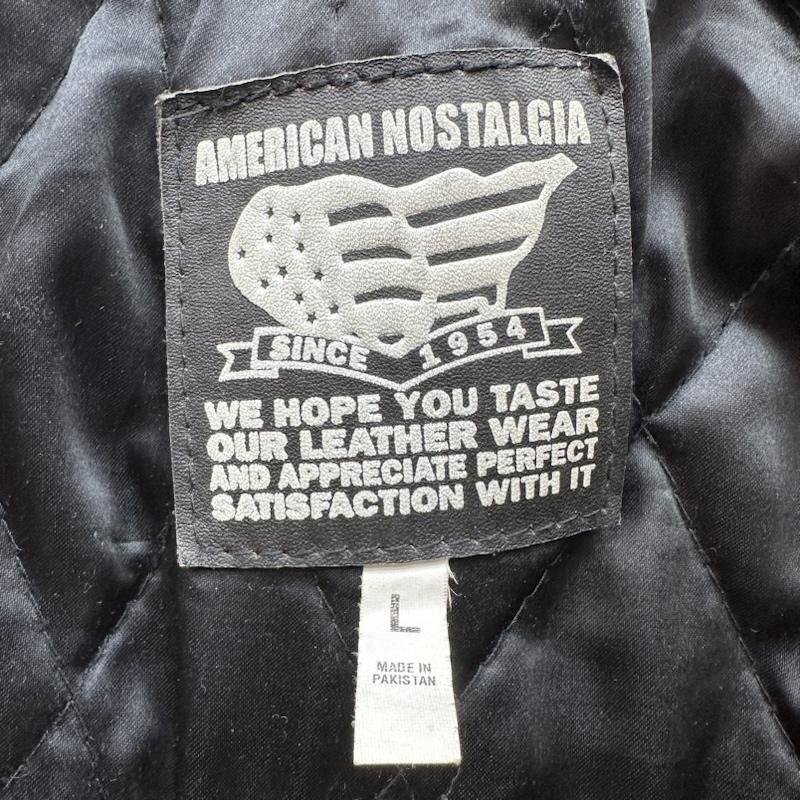 AMERICAN NOSTALGIA
SINCE 1954
WE HOPE YOU TASTE
OUR LEATHER WEAR
AND APPRECIATE PERFECT
SATISFACTION WITH IT
L
MADE IN
PAKISTAN